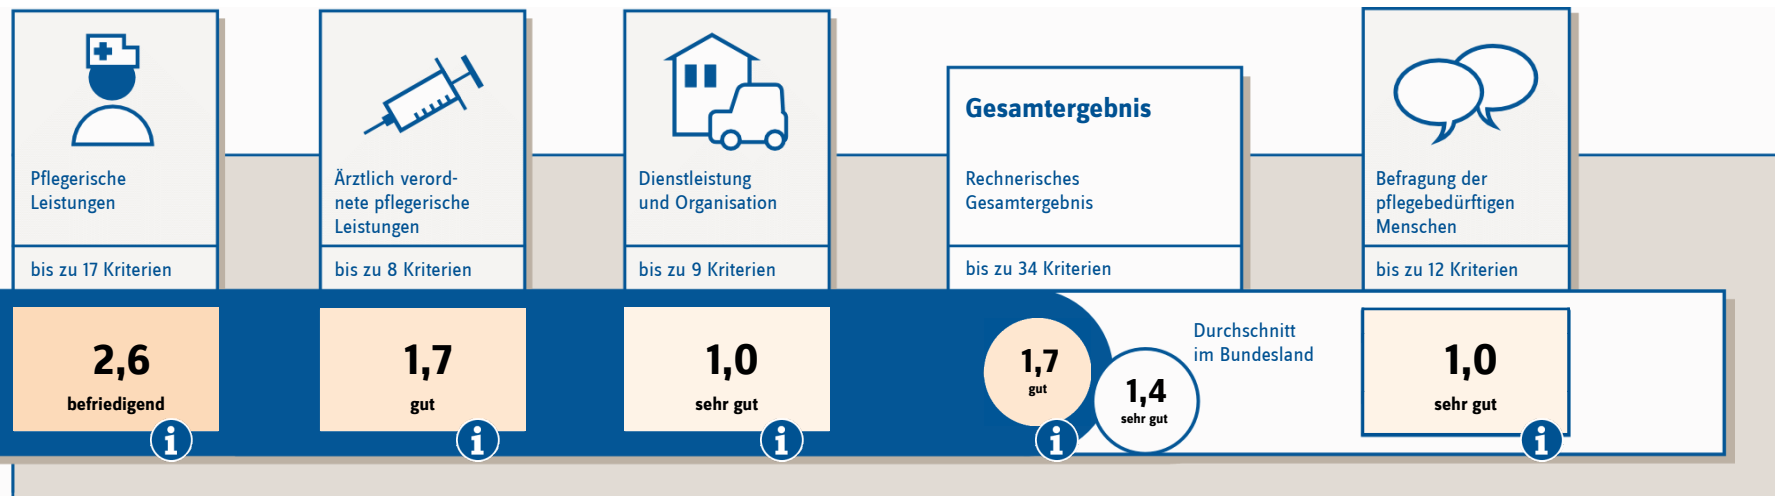 Pflegerische
Leistungen
bis zu 17 Kriterien
2,6
befriedigend
i
Ärztlich verord-
nete pflegerische
Leistungen
bis zu 8 Kriterien
1,7
gut
i
Dienstleistung
und Organisation
bis zu 9 Kriterien
1,0
sehr gut
i
Gesamtergebnis
Rechnerisches
Gesamtergebnis
bis zu 34 Kriterien
1,7
gut
i
1,4
sehr gut
Durchschnitt
im Bundesland
Befragung der
pflegebedürftigen
Menschen
bis zu 12 Kriterien
1,0
sehr gut
i